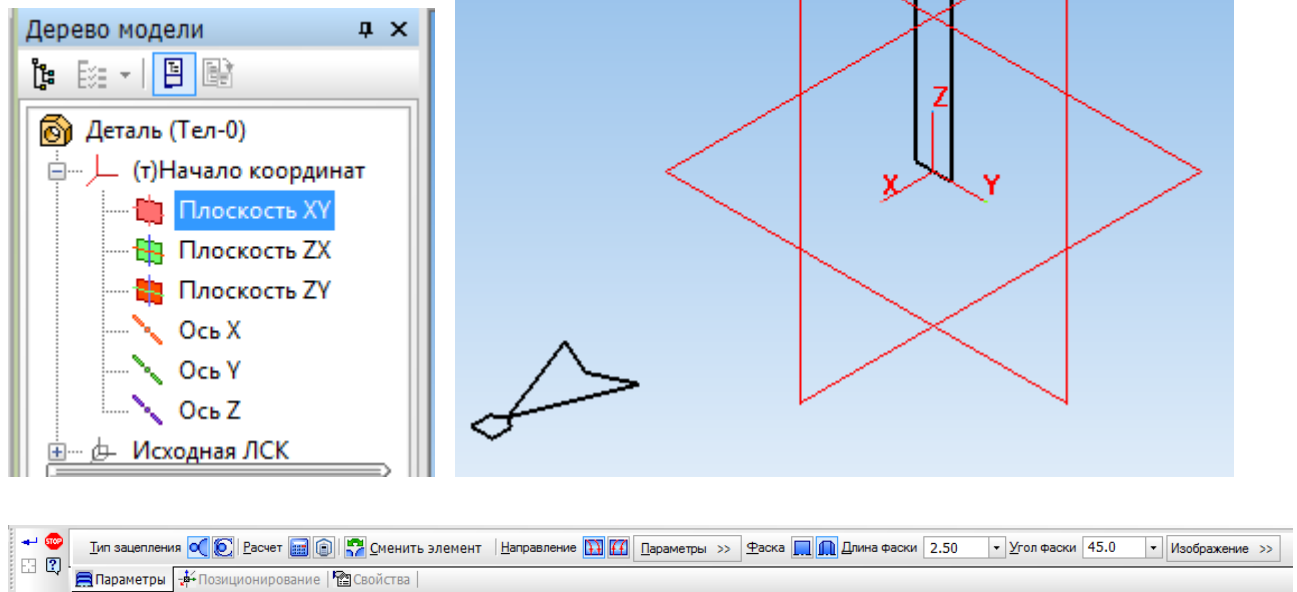 Дерево модели
Деталь (Тел-0)
(т)Начало координат
Плоскость XY
Плоскость ZX
Плоскость ZY
Ось X
Ось Y
Ось Z
Исходная ЛСК
Z
X Y
STOP Тип зацепления Расчет Сменить элемент Направление Параметры >> Фаска Длина фаски 2.50 Угол фаски 45.0 Изображение >>
Параметры Позиционирование Свойства